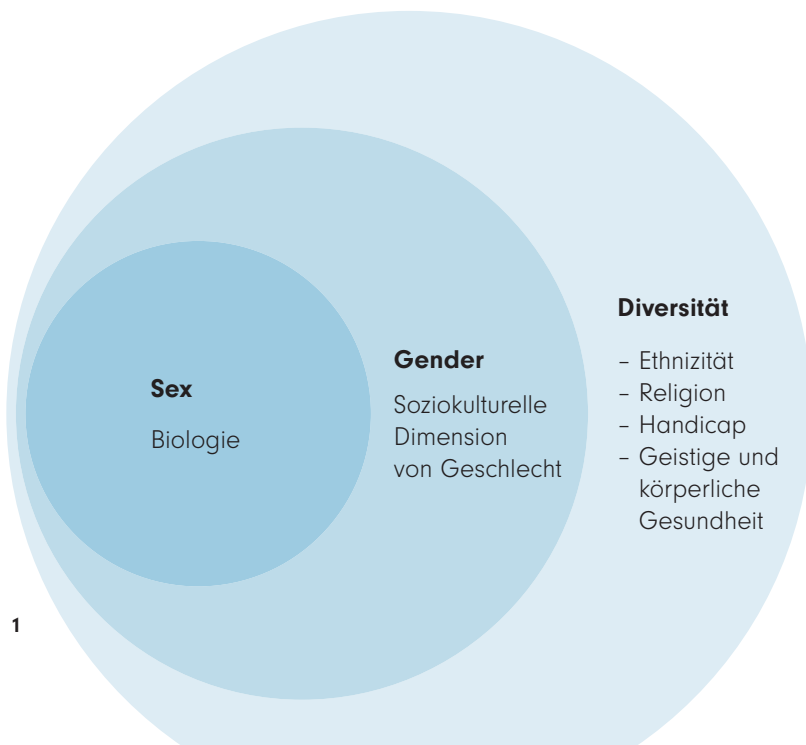 Sex
Biologie
Gender
Soziokulturelle
Dimension
von Geschlecht
Diversität
– Ethnizität
– Religion
– Handicap
– Geistige und
körperliche
Gesundheit
1